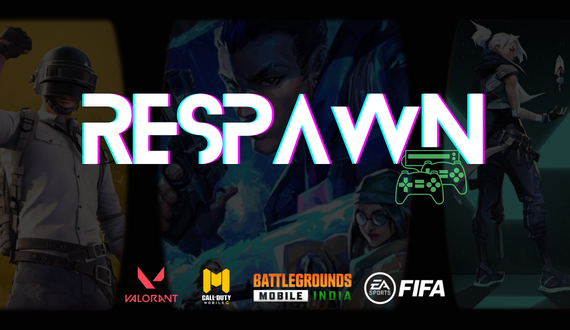 RESPAWN
VALORANT
CALL OF DUTY
MOBILE
BATTLEGROUNDS
MOBILE INDIA
EA
SPORTS
FIFA